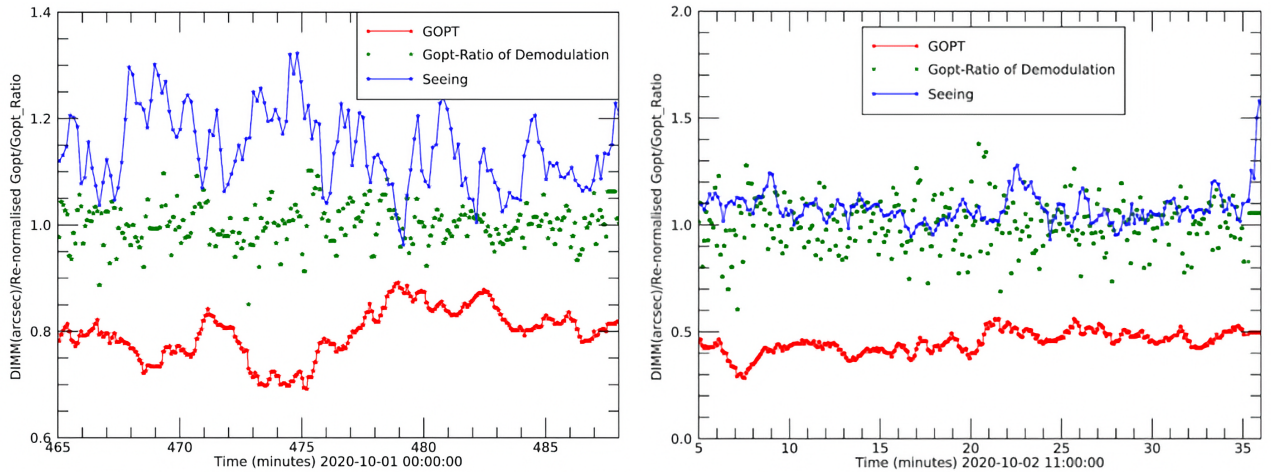 DIMM(arcsec)/Re-normalised Gopt/Gopt_Ratio
1.4
1.2
1.0
0.8
0.6
GOPT
Gopt-Ratio of Demodulation
Seeing
465
470
475
480
485
Time (minutes) 2020-10-01 00:00:00
DIMM(arcsec)/Re-normalised Gopt/Gopt_Ratio
2.0
1.5
1.0
0.5
0.0
GOPT
Gopt-Ratio of Demodulation
Seeing
5
10
15
20
25
30
35
Time (minutes) 2020-10-02 11:00:00